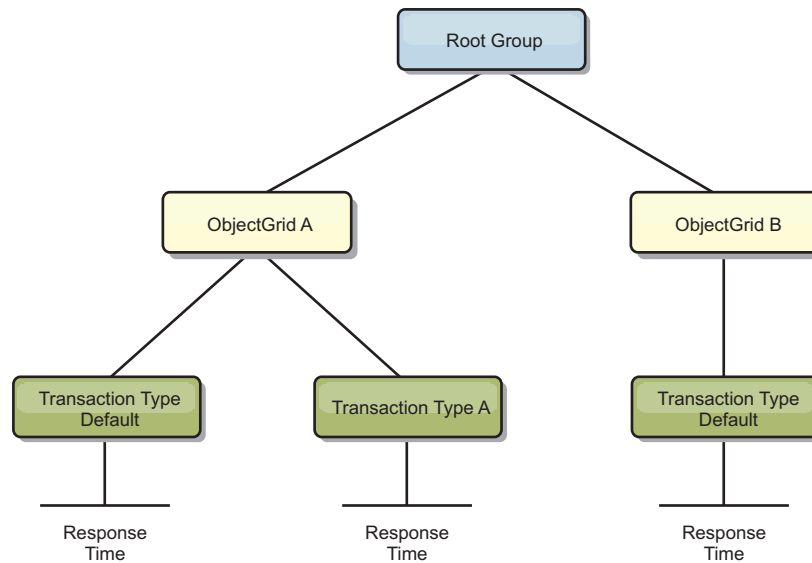 Root Group
ObjectGrid A
ObjectGrid B
Transaction Type
Default
Transaction Type A
Transaction Type
Default
Response
Time
Response
Time
Response
Time